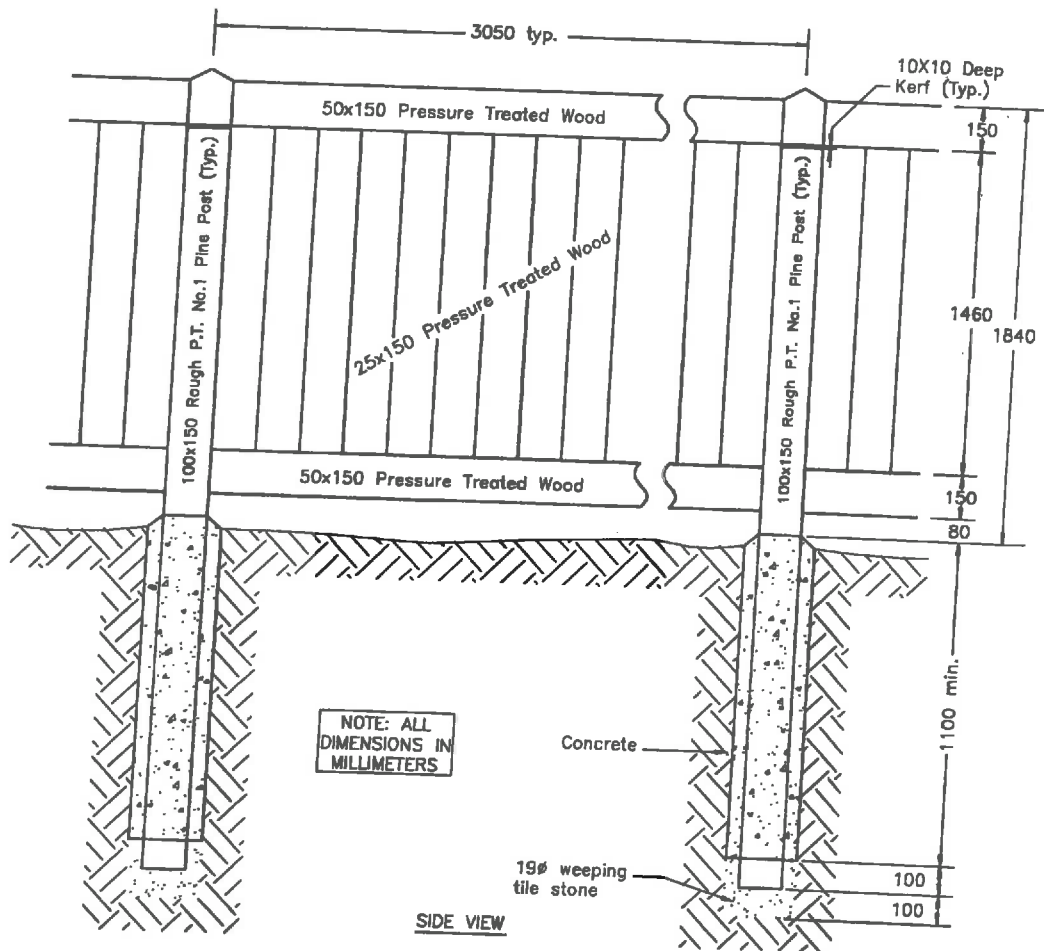 3050 typ.
10X10 Deep
Kerf (Typ.)
50x150 Pressure Treated Wood
150
100x150 Rough P.T. No.1 Pine Post (Typ.)
100x150 Rough P.T. No.1 Pine Post (Typ.)
25x150 Pressure Treated Wood
1460
1840
50x150 Pressure Treated Wood
150
80
1100 min.
NOTE: ALL
DIMENSIONS IN
MILLIMETERS
Concrete
19ø weeping
tile stone
100
100
SIDE VIEW